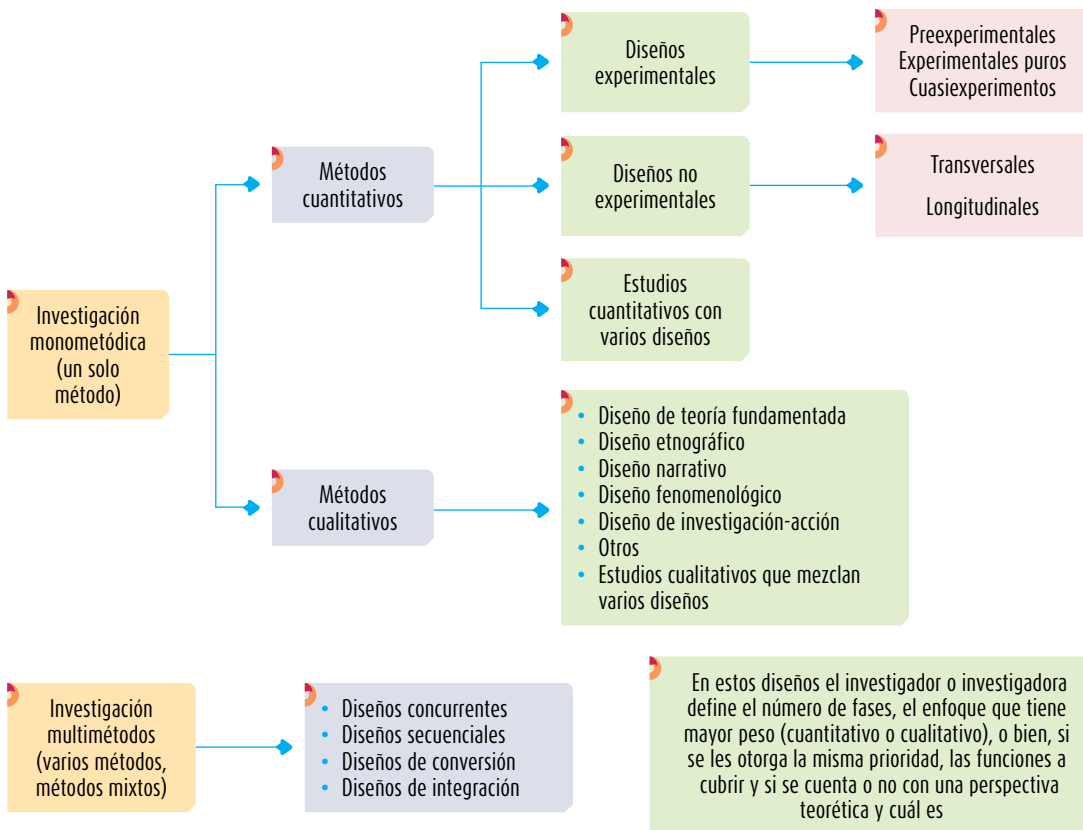 Investigación
monometódica
(un solo
método)
Métodos
cuantitativos
Diseños
experimentales
Preexperimentales
Experimentales puros
Cuasiexperimentos
Diseños no
experimentales
Transversales
Longitudinales
Estudios
cuantitativos con
varios diseños
Métodos
cualitativos
• Diseño de teoría fundamentada
• Diseño etnográfico
• Diseño narrativo
• Diseño fenomenológico
• Diseño de investigación-acción
• Otros
• Estudios cualitativos que mezclan
varios diseños
Investigación
multimétodos
(varios métodos,
métodos mixtos)
• Diseños concurrentes
• Diseños secuenciales
• Diseños de conversión
• Diseños de integración
En estos diseños el investigador o investigadora
define el número de fases, el enfoque que tiene
mayor peso (cuantitativo o cualitativo), o bien, si
se les otorga la misma prioridad, las funciones a
cubrir y si se cuenta o no con una perspectiva
teorética y cuál es